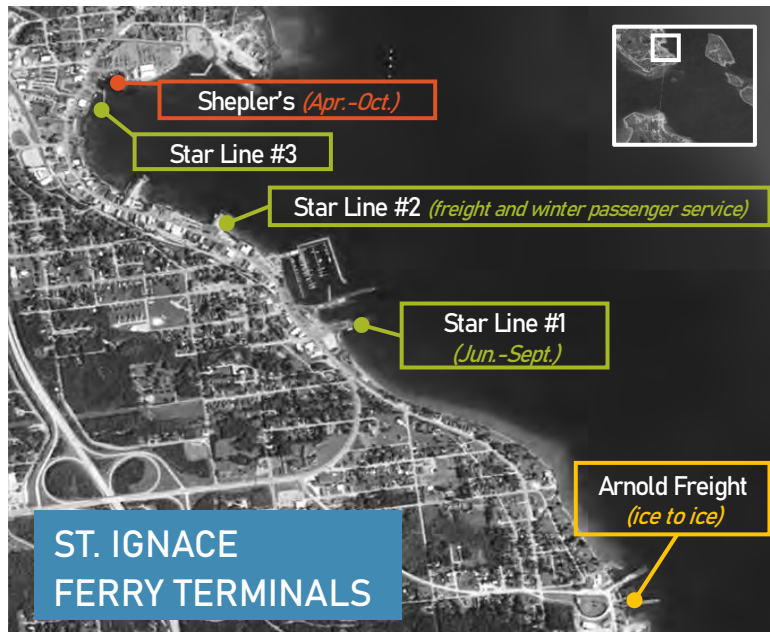 Shepler's (Apr.-Oct.)
Star Line #3
Star Line #2 (freight and winter passenger service)
Star Line #1
(Jun.-Sept.)
Arnold Freight
(ice to ice)
ST. IGNACE
FERRY TERMINALS